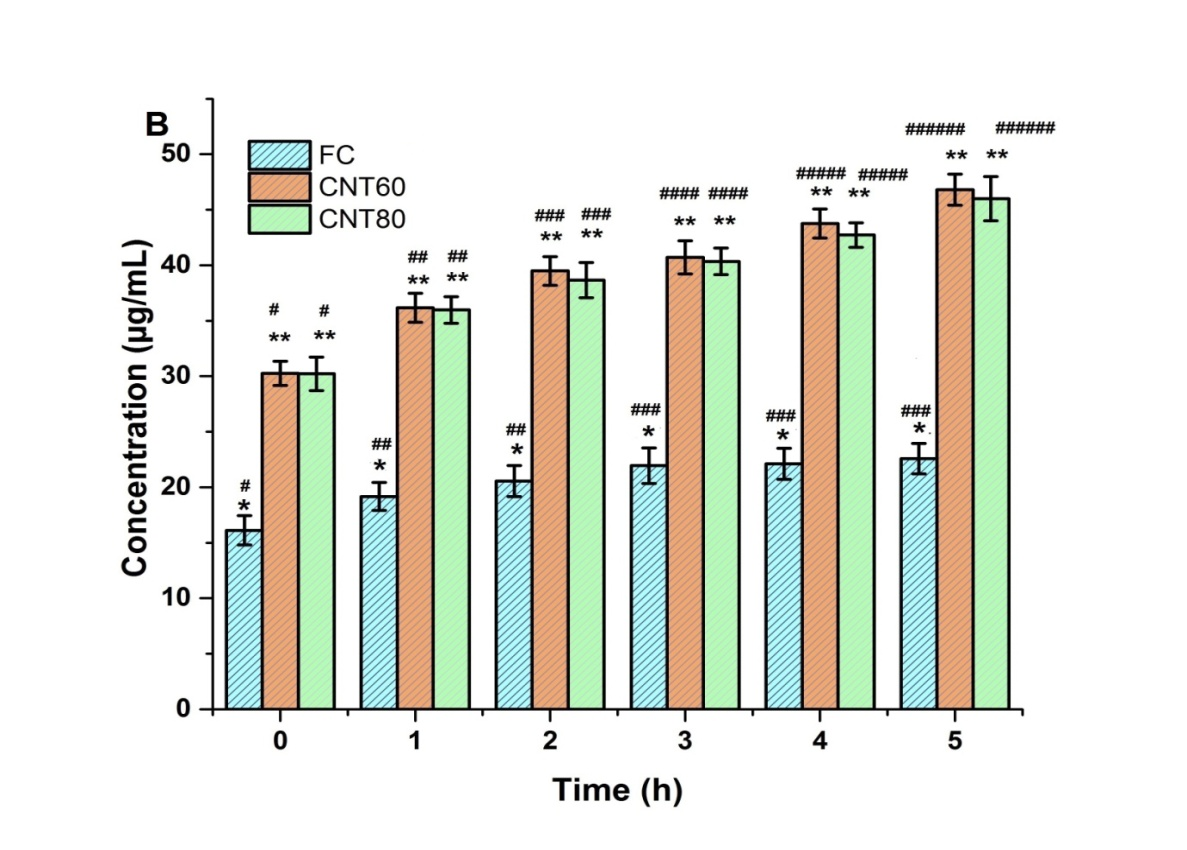 B
FC
CNT60
CNT80
Concentration (µg/mL)
50
40
30
20
10
0
# * # ** # **
## * ## ** ## **
## * ### ** ### **
### * #### ** #### **
### * ##### ** ##### **
### * ###### ** ###### **
0 1 2 3 4 5
Time (h)